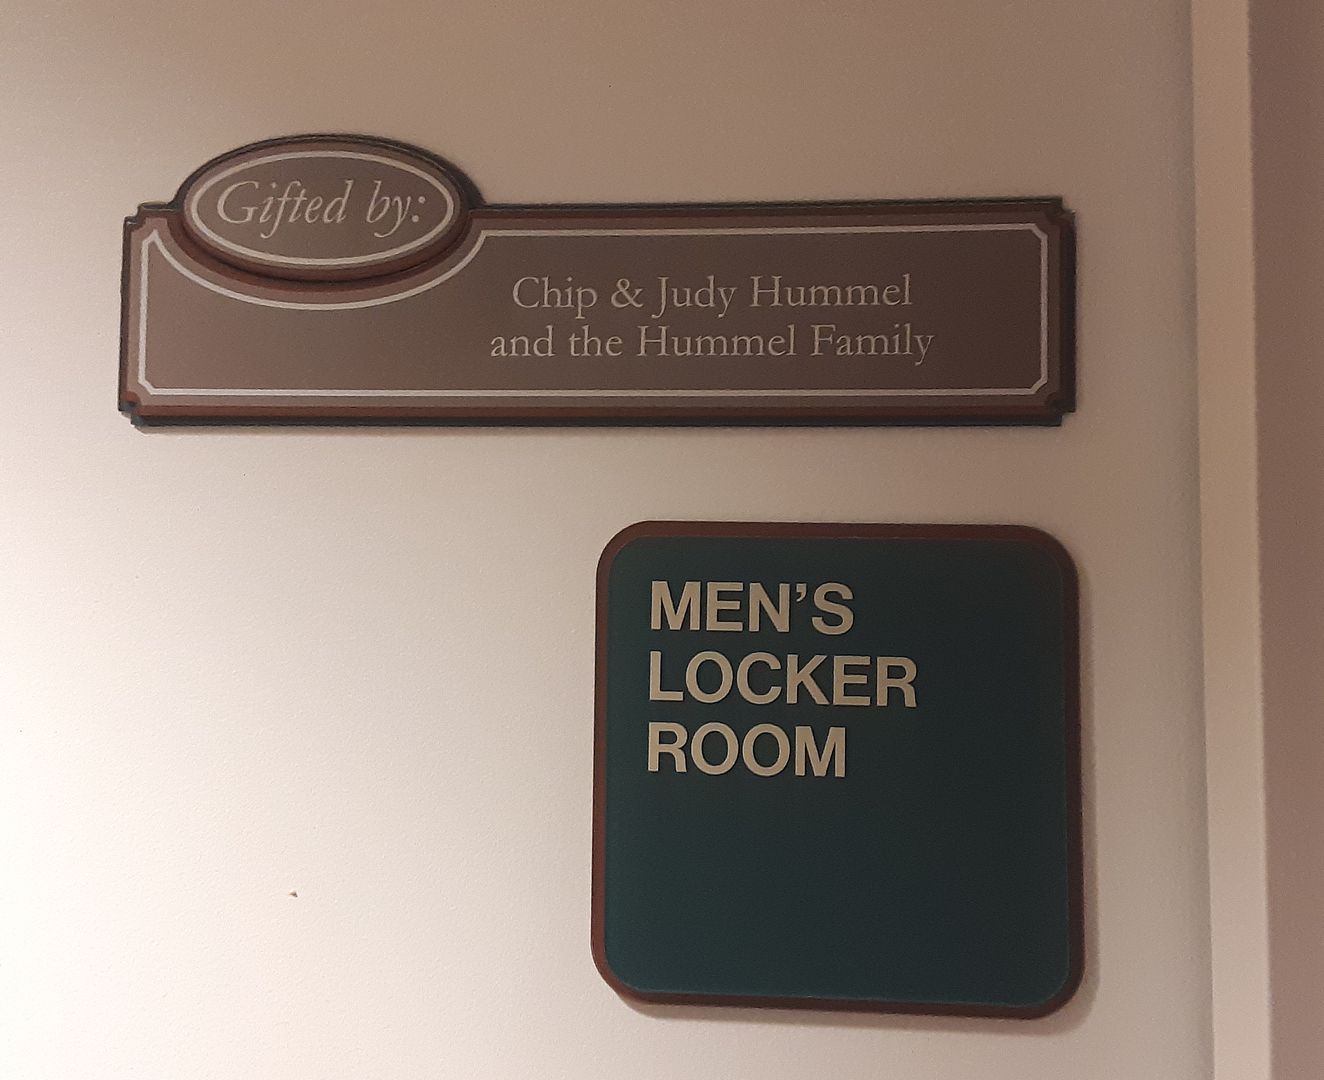 Gifted by:
Chip & Judy Hummel
and the Hummel Family
MEN’S
LOCKER
ROOM